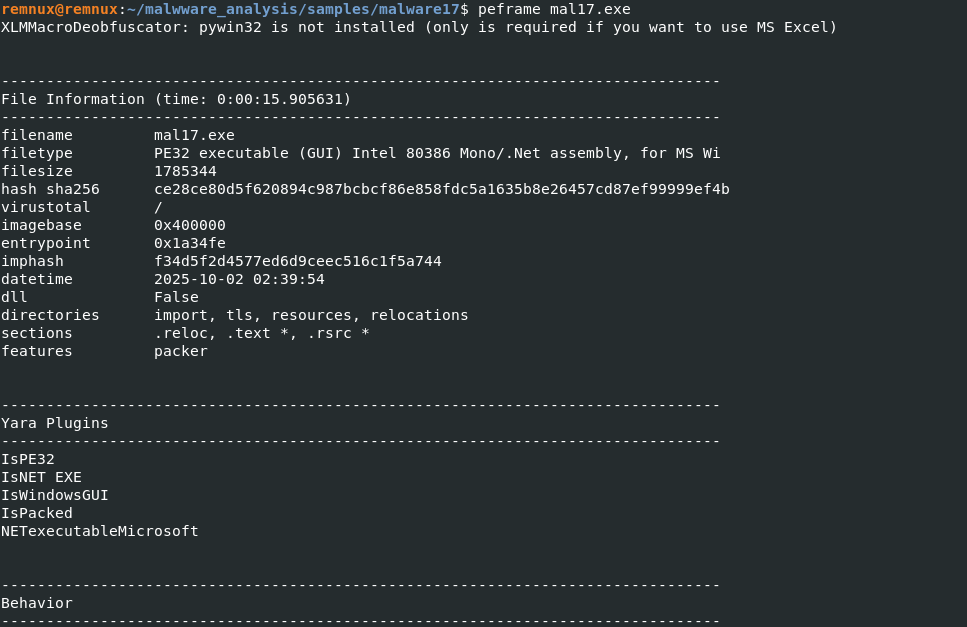 remnux@remnux:~/malwware_analysis/samples/malware17$ peframe mal17.exe
XLMMacroDeobfuscator: pywin32 is not installed (only is required if you want to use MS Excel)
--------------------------------------------------------------------------------
File Information (time: 0:00:15.905631)
--------------------------------------------------------------------------------
filename         mal17.exe
filetype         PE32 executable (GUI) Intel 80386 Mono/.Net assembly, for MS Wi
filesize         1785344
hash sha256      ce28ce80d5f620894c987bcbcf86e858fdc5a1635b8e26457cd87ef99999ef4b
virustotal       /
imagebase        0x400000
entrypoint       0x1a34fe
imphash          f34d5f2d4577ed6d9ceec516c1f5a744
datetime         2025-10-02 02:39:54
dll              False
directories      import, tls, resources, relocations
sections         .reloc, .text *, .rsrc *
features         packer
--------------------------------------------------------------------------------
Yara Plugins
--------------------------------------------------------------------------------
IsPE32
IsNET EXE
IsWindowsGUI
IsPacked
NETexecutableMicrosoft
--------------------------------------------------------------------------------
Behavior
--------------------------------------------------------------------------------